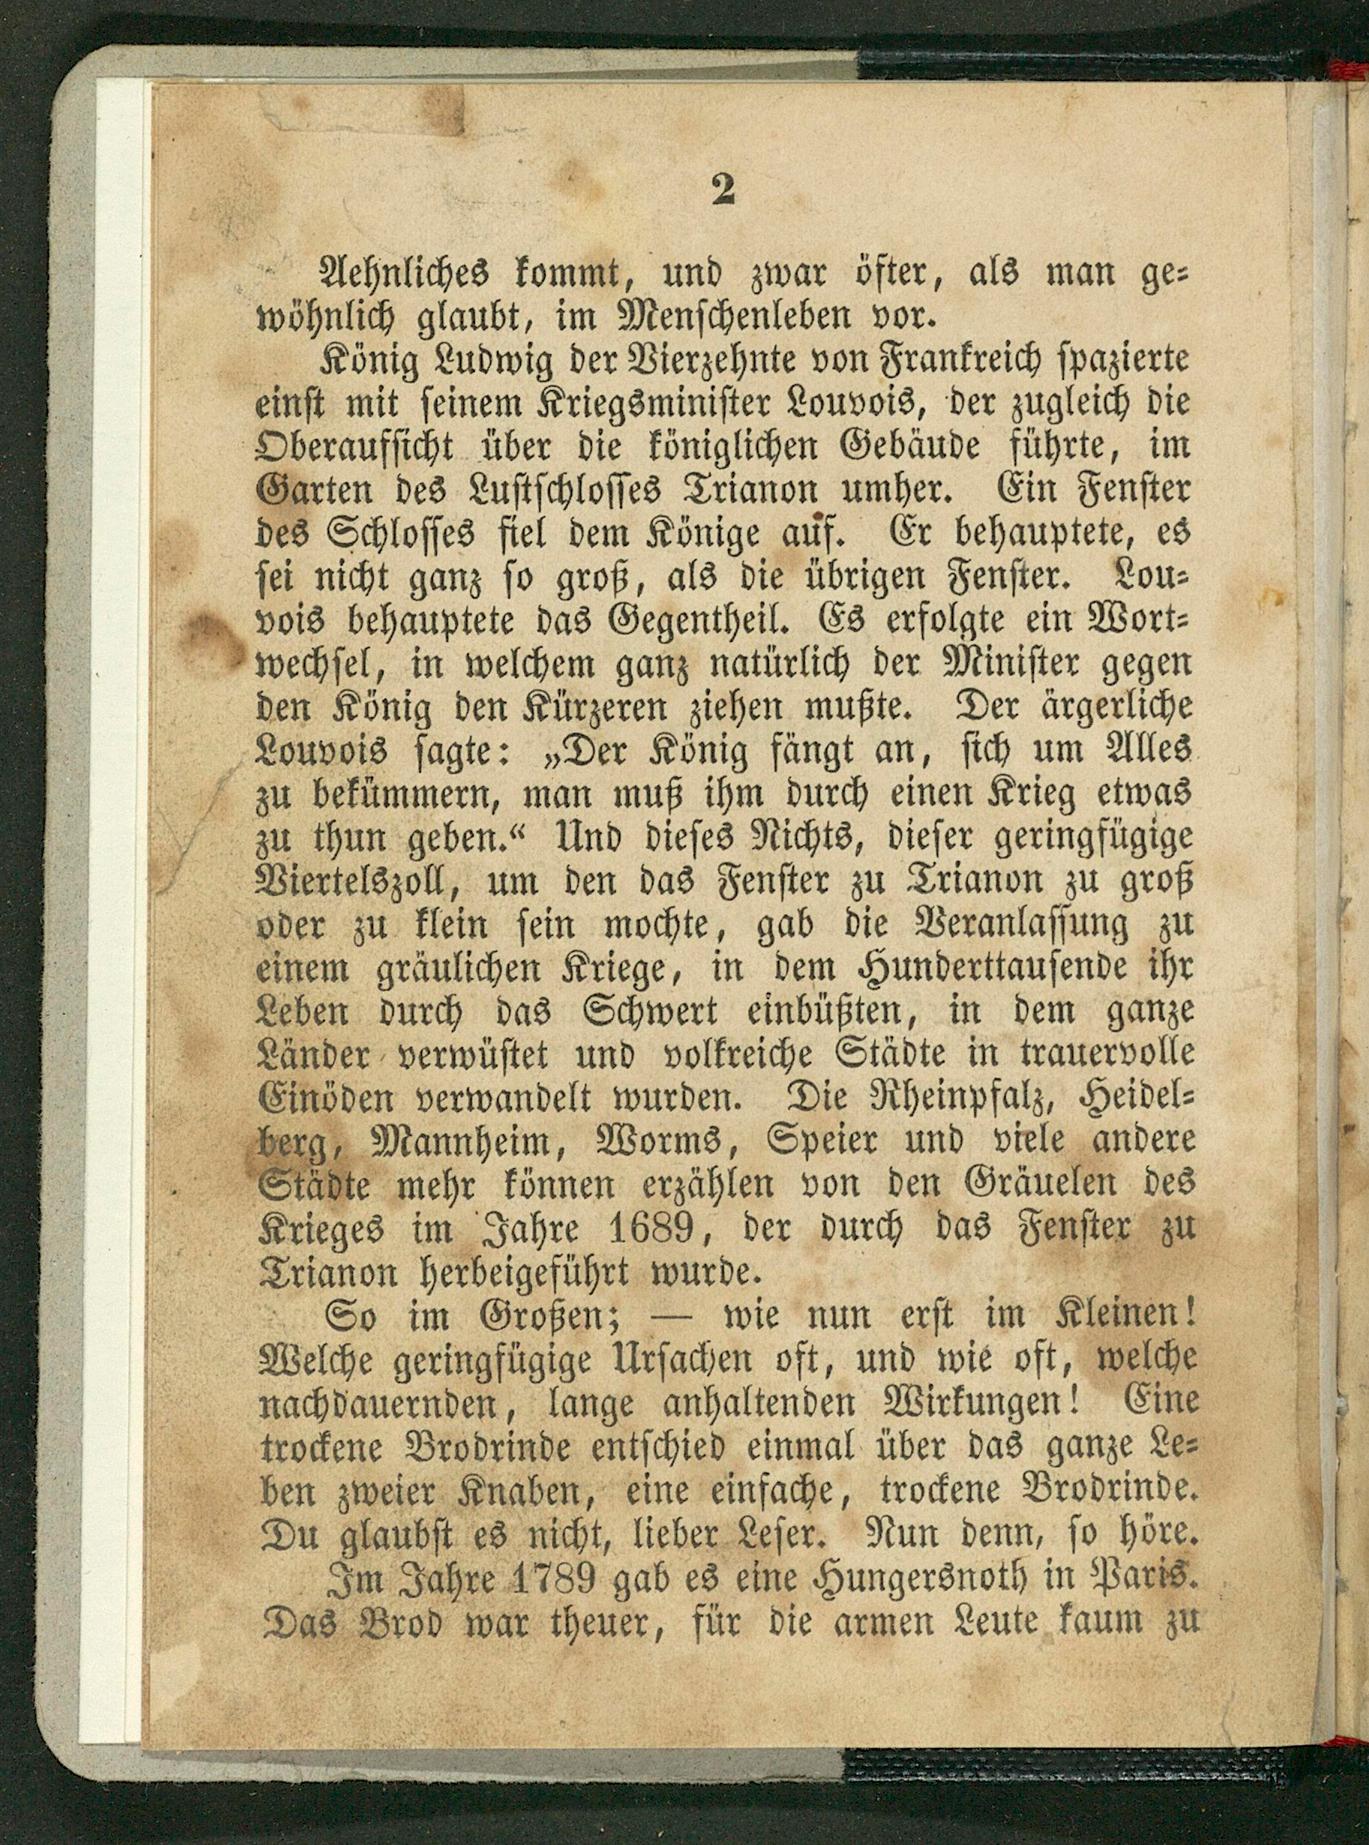 2
Aehnliches kommt, und zwar öfter, als man ge-
wöhnlich glaubt, im Menschenleben vor.
König Ludwig der Vierzehnte von Frankreich spazierte
einst mit seinem Kriegsminister Louvois, der zugleich die
Oberaufsicht über die königlichen Gebäude führte, im
Garten des Lustschlosses Trianon umher. Ein Fenster
des Schlosses fiel dem Könige auf. Er behauptete, es
sei nicht ganz so groß, als die übrigen Fenster. Lou-
vois behauptete das Gegentheil. Es erfolgte ein Wort-
wechsel, in welchem ganz natürlich der Minister gegen
den König den Kürzeren ziehen mußte. Der ärgerliche
Louvois sagte: „Der König fängt an, sich um Alles
zu bekümmern, man muß ihm durch einen Krieg etwas
zu thun geben.“ Und dieses Nichts, dieser geringfügige
Viertelszoll, um den das Fenster zu Trianon zu groß
oder zu klein sein mochte, gab die Veranlassung zu
einem gräulichen Kriege, in dem Hunderttausende ihr
Leben durch das Schwert einbüßten, in dem ganze
Länder verwüstet und volkreiche Städte in trauervolle
Einöden verwandelt wurden. Die Rheinpfalz, Heidel-
berg, Mannheim, Worms, Speier und viele andere
Städte mehr können erzählen von den Gräuelen des
Krieges im Jahre 1689, der durch das Fenster zu
Trianon herbeigeführt wurde.
So im Großen; — wie nun erst im Kleinen!
Welche geringfügige Ursachen oft, und wie oft, welche
nachdauernden, lange anhaltenden Wirkungen! Eine
trockene Brodrinde entschied einmal über das ganze Le-
ben zweier Knaben, eine einfache, trockene Brodrinde.
Du glaubst es nicht, lieber Leser. Nun denn, so höre.
Im Jahre 1789 gab es eine Hungersnoth in Paris.
Das Brod war theuer, für die armen Leute kaum zu